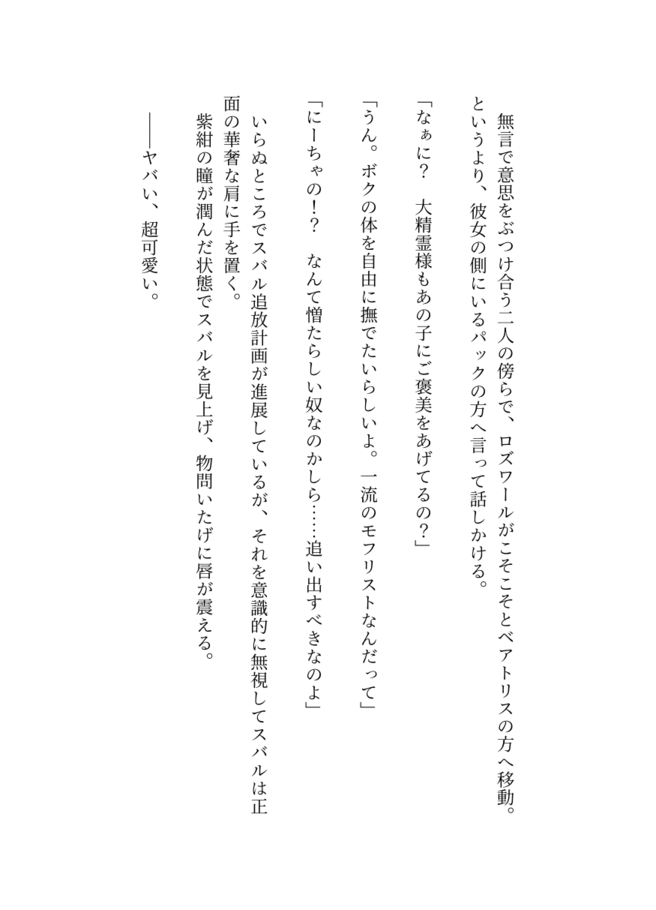 無言で意思をぶつけ合う二人の傍らで、ロズワールがこそこそとベアトリスの方へ移動。
というより、彼女の側にいるパックの方へ言って話しかける。
「なぁに？　大精霊様もあの子にご褒美をあげてるの？」
「うん。ボクの体を自由に撫でたいらしいよ。一流のモフリストなんだって」
「にーちゃの！？　なんて憎たらしい奴なのかしら……追い出すべきなのよ」
いらぬところでスバル追放計画が進展しているが、それを意識的に無視してスバルは正
面の華奢な肩に手を置く。
紫紺の瞳が潤んだ状態でスバルを見上げ、物問いたげに唇が震える。
――ヤバい、超可愛い。